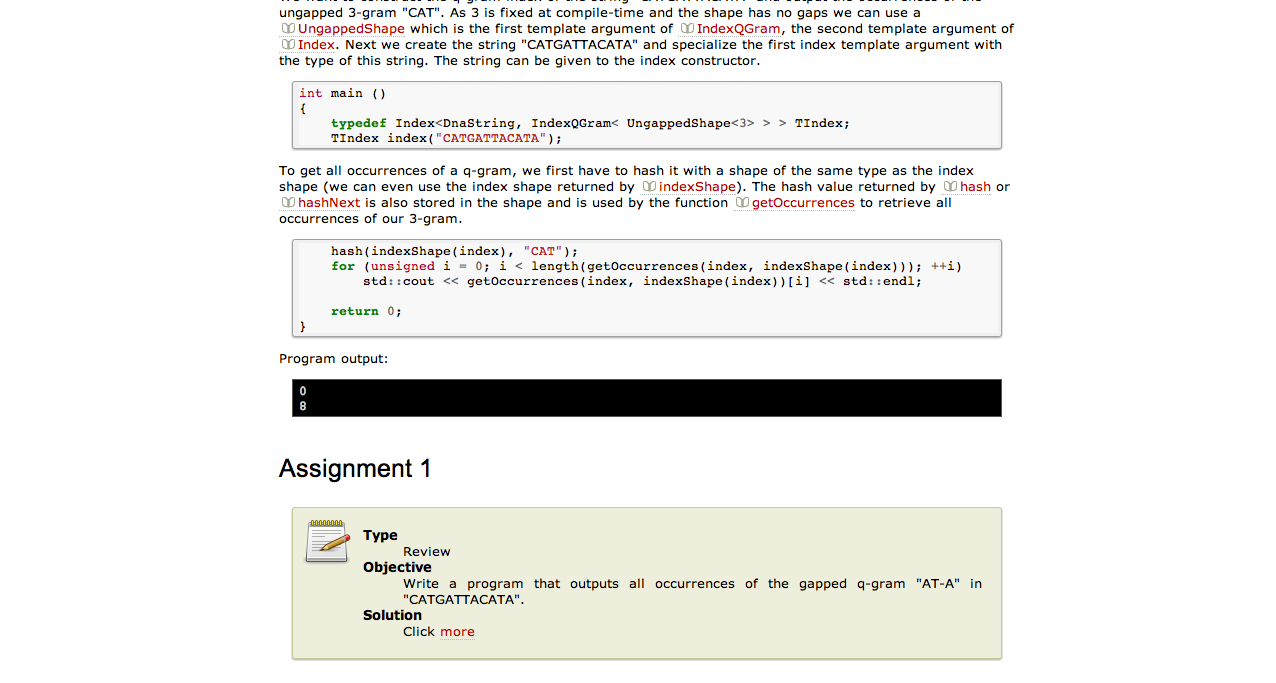 ungapped 3-gram "CAT". As 3 is fixed at compile-time and the shape has no gaps we can use a
UngappedShape which is the first template argument of IndexQGram, the second template argument of
Index. Next we create the string "CATGATTACATA" and specialize the first index template argument with
the type of this string. The string can be given to the index constructor.
int main ()
{
    typedef Index<DnaString, IndexQGram< UngappedShape<3> > > TIndex;
    TIndex index("CATGATTACATA");
To get all occurrences of a q-gram, we first have to hash it with a shape of the same type as the index
shape (we can even use the index shape returned by indexShape). The hash value returned by hash or
hashNext is also stored in the shape and is used by the function getOccurrences to retrieve all
occurrences of our 3-gram.
    hash(indexShape(index), "CAT");
    for (unsigned i = 0; i < length(getOccurrences(index, indexShape(index))); ++i)
        std::cout << getOccurrences(index, indexShape(index))[i] << std::endl;
    return 0;
}
Program output:
0
8
Assignment 1
Type
Review
Objective
Write a program that outputs all occurrences of the gapped q-gram "AT-A" in
"CATGATTACATA".
Solution
Click more